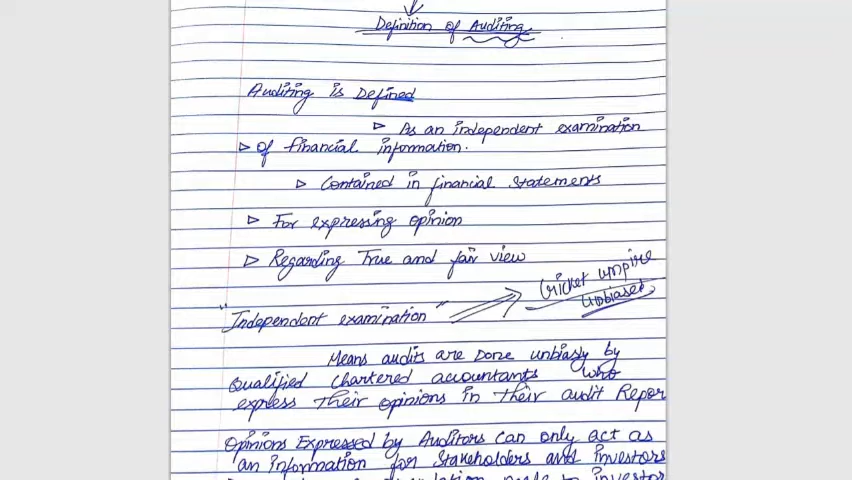 Definition of Auditing
Auditing is Defined
▷ As an independent examination
▷ of financial information.
▷ Contained in financial statements
▷ For expressing opinion
▷ Regarding True and fair view
Cricket umpire
unbiased
"Independent examination"
Means audits are Done unbiasly by
Qualified Chartered accountants who
express their opinions in their audit Repor
Opinions Expressed by Auditors can only act as
an information for Stakeholders and investors